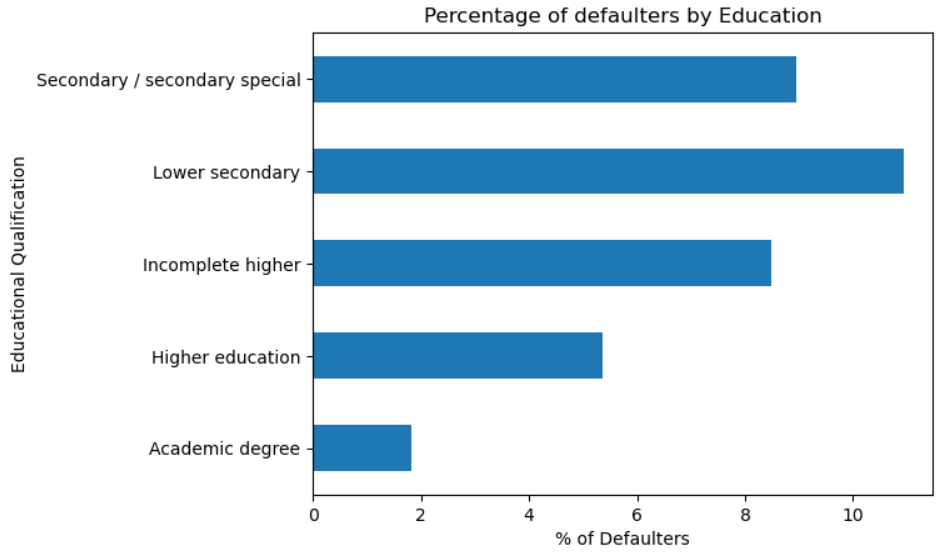 Percentage of defaulters by Education
Educational Qualification
Secondary / secondary special
Lower secondary
Incomplete higher
Higher education
Academic degree
0 2 4 6 8 10
% of Defaulters